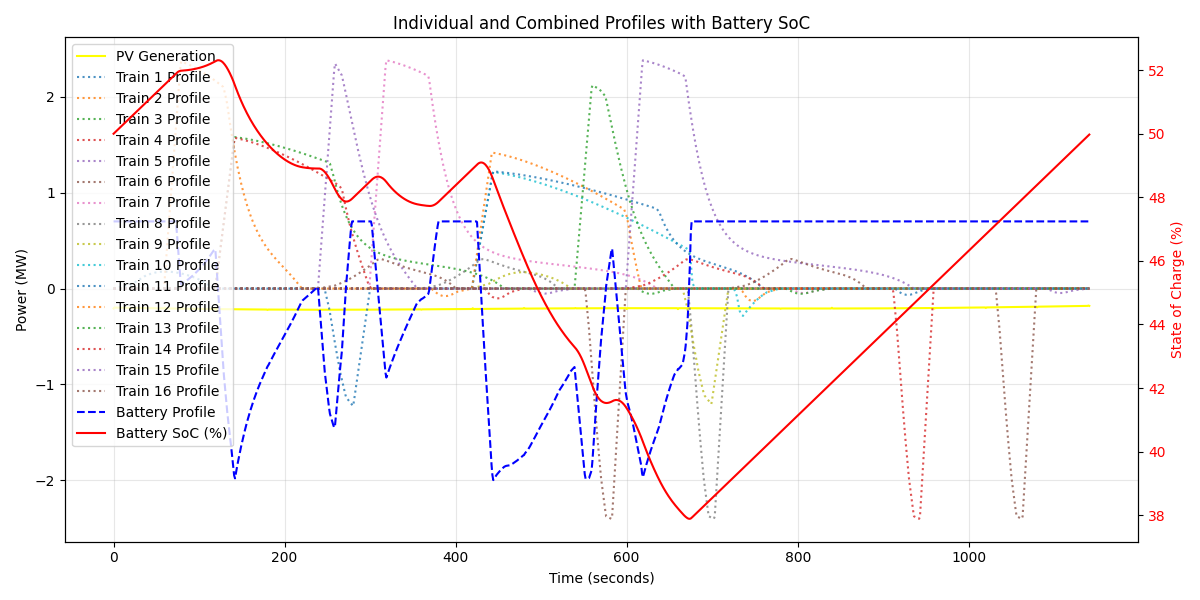 Individual and Combined Profiles with Battery SoC
PV Generation
Train 1 Profile
Train 2 Profile
Train 3 Profile
Train 4 Profile
Train 5 Profile
Train 6 Profile
Train 7 Profile
Train 8 Profile
Train 9 Profile
Train 10 Profile
Train 11 Profile
Train 12 Profile
Train 13 Profile
Train 14 Profile
Train 15 Profile
Train 16 Profile
Battery Profile
Battery SoC (%)
Power (MW)
2
1
0
−1
−2
52
50
48
46
44
42
40
38
State of Charge (%)
0 200 400 600 800 1000
Time (seconds)